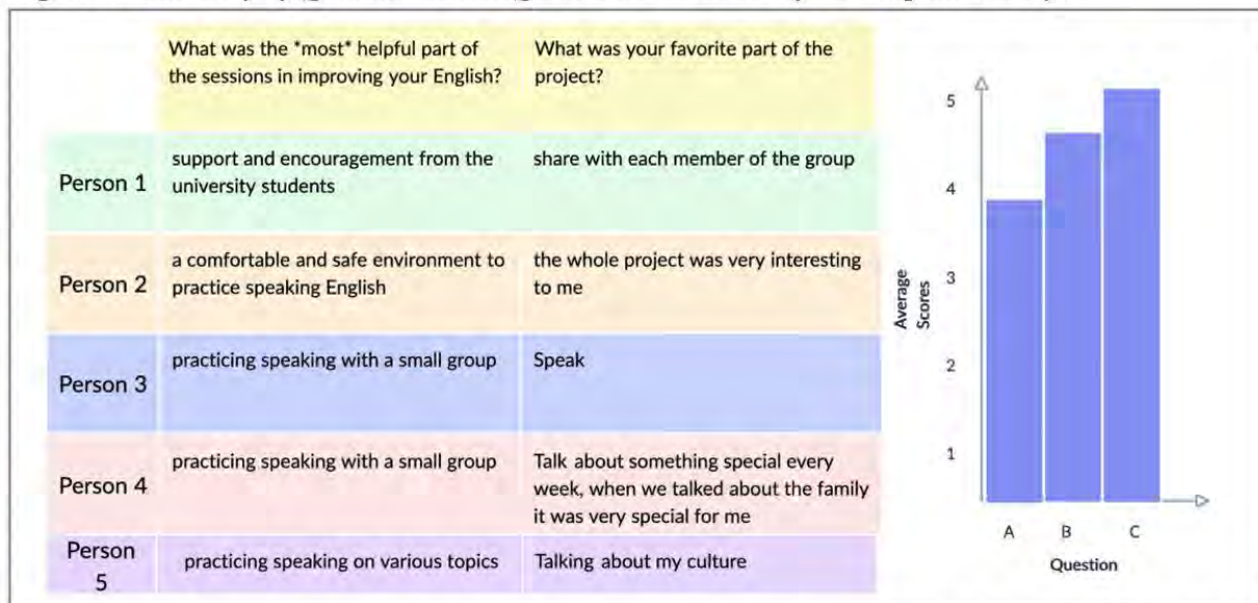 What was the *most* helpful part of
the sessions in improving your English?
What was your favorite part of the
project?
Person 1
support and encouragement from the
university students
share with each member of the group
Person 2
a comfortable and safe environment to
practice speaking English
the whole project was very interesting
to me
Person 3
practicing speaking with a small group
Speak
Person 4
practicing speaking with a small group
Talk about something special every
week, when we talked about the family
it was very special for me
Person
5
practicing speaking on various topics
Talking about my culture
5
4
3
2
1
Average
Scores
A B C
Question